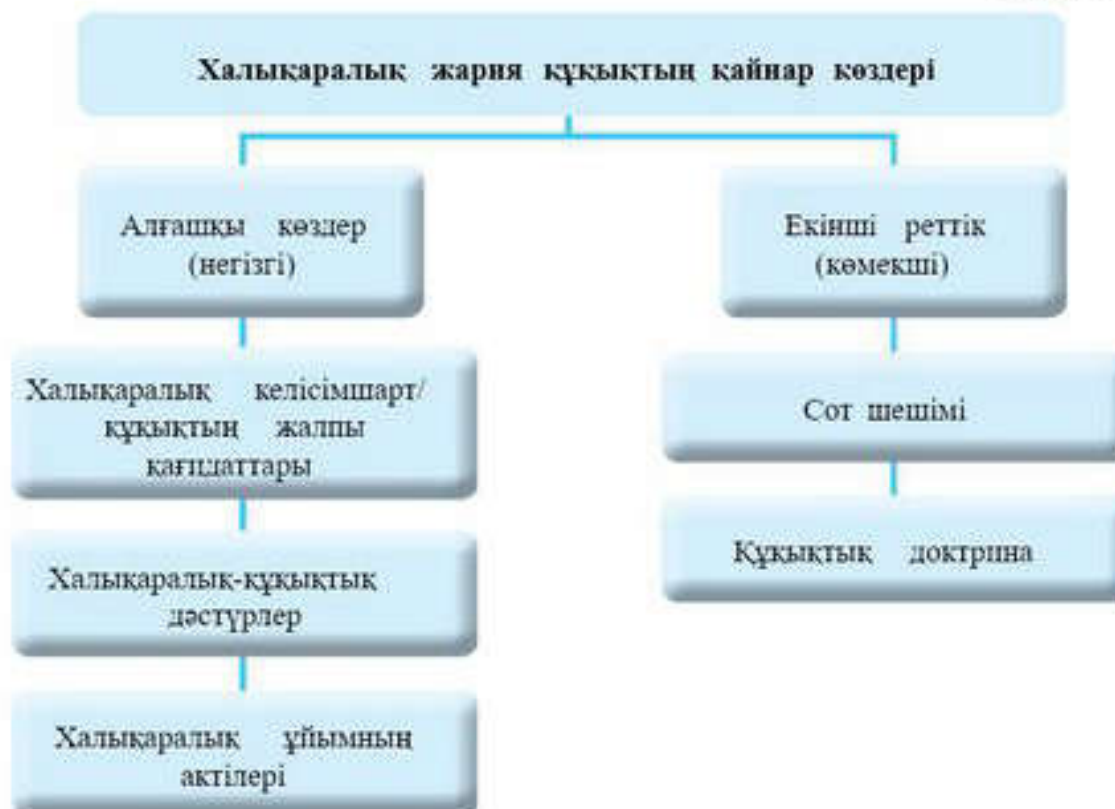 Халықаралық жария құқықтың қайнар көздері
Алғашқы көздер
(негізгі)
Халықаралық келісімшарт/
құқықтың жалпы
қағидаттары
Халықаралық-құқықтық
дәстүрлер
Халықаралық ұйымның
актілері
Екінші реттік
(көмекші)
Сот шешімі
Құқықтық доктрина